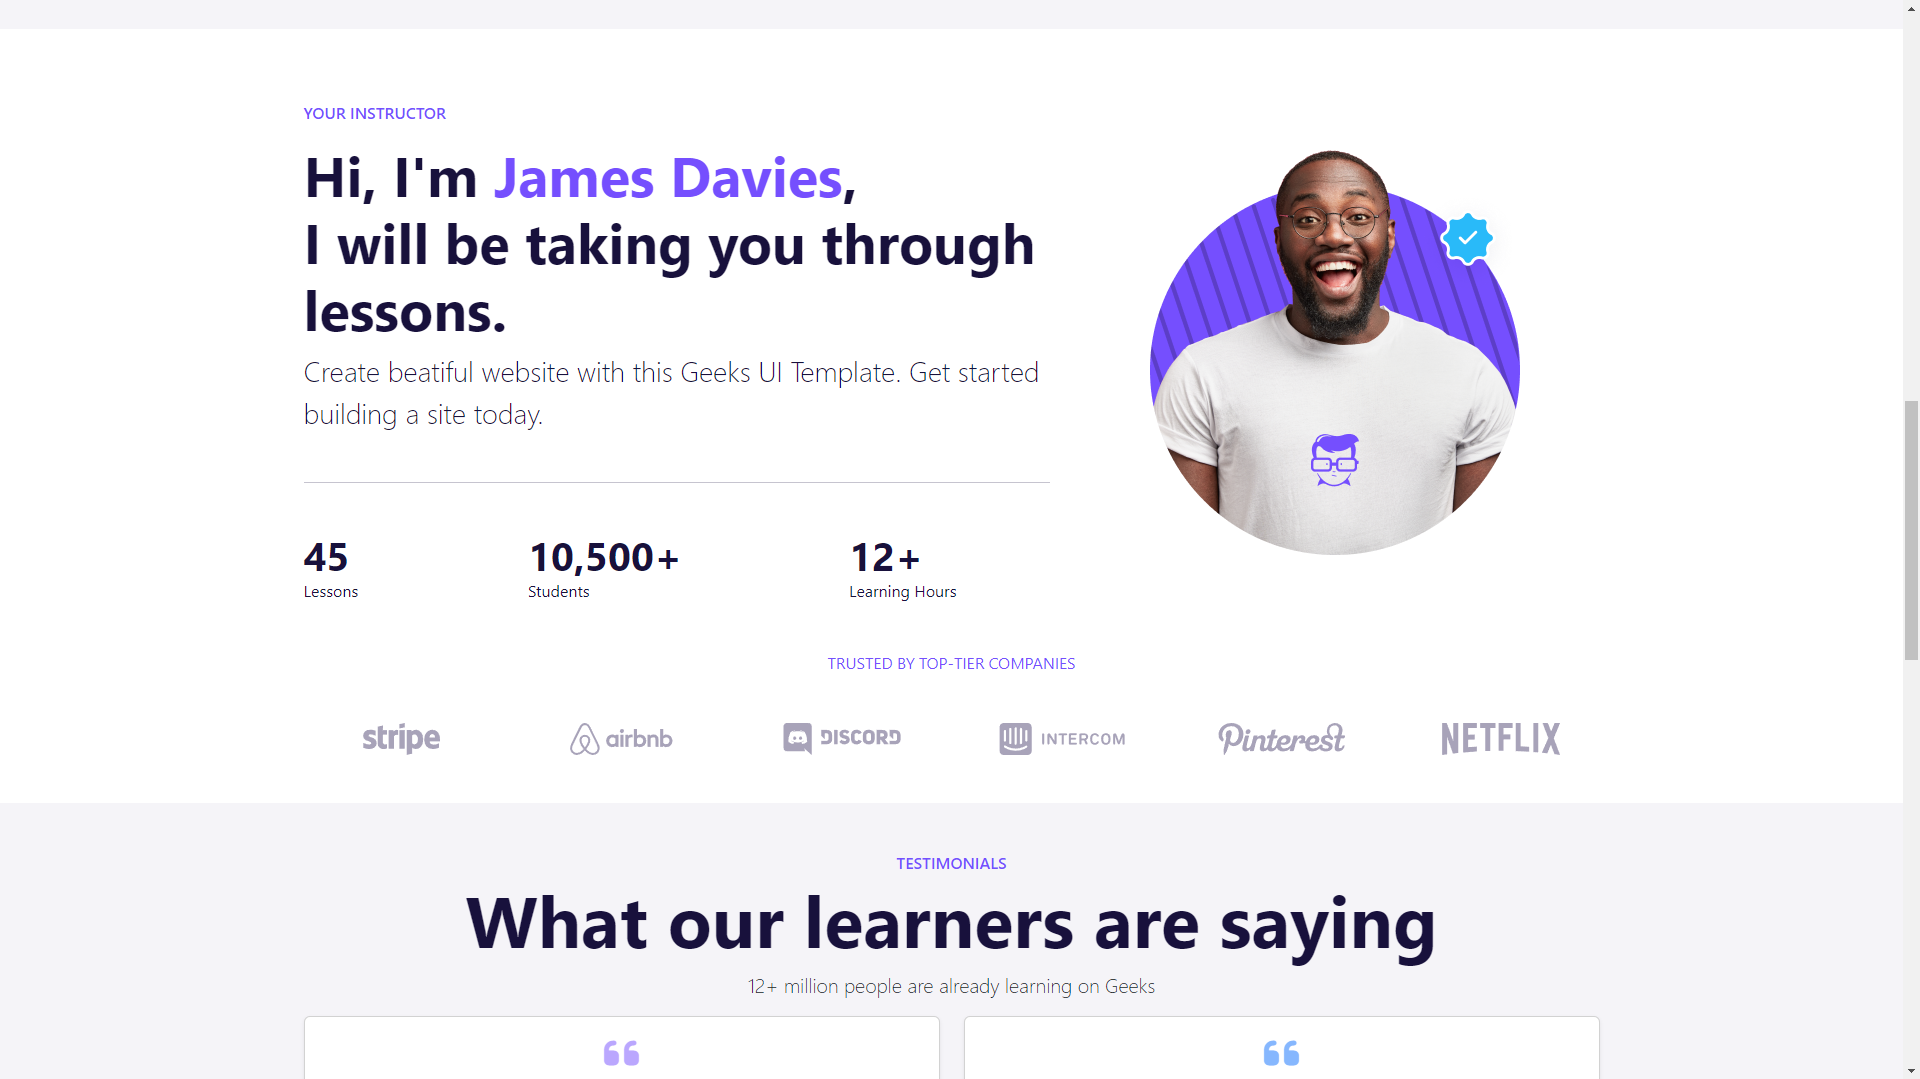 YOUR INSTRUCTOR
Hi, I'm James Davies,
I will be taking you through
lessons.
Create beatiful website with this Geeks UI Template. Get started
building a site today.
45
Lessons
10,500+
Students
12+
Learning Hours
TRUSTED BY TOP-TIER COMPANIES
stripe
airbnb
DISCORD
INTERCOM
Pinterest
NETFLIX
TESTIMONIALS
What our learners are saying
12+ million people are already learning on Geeks